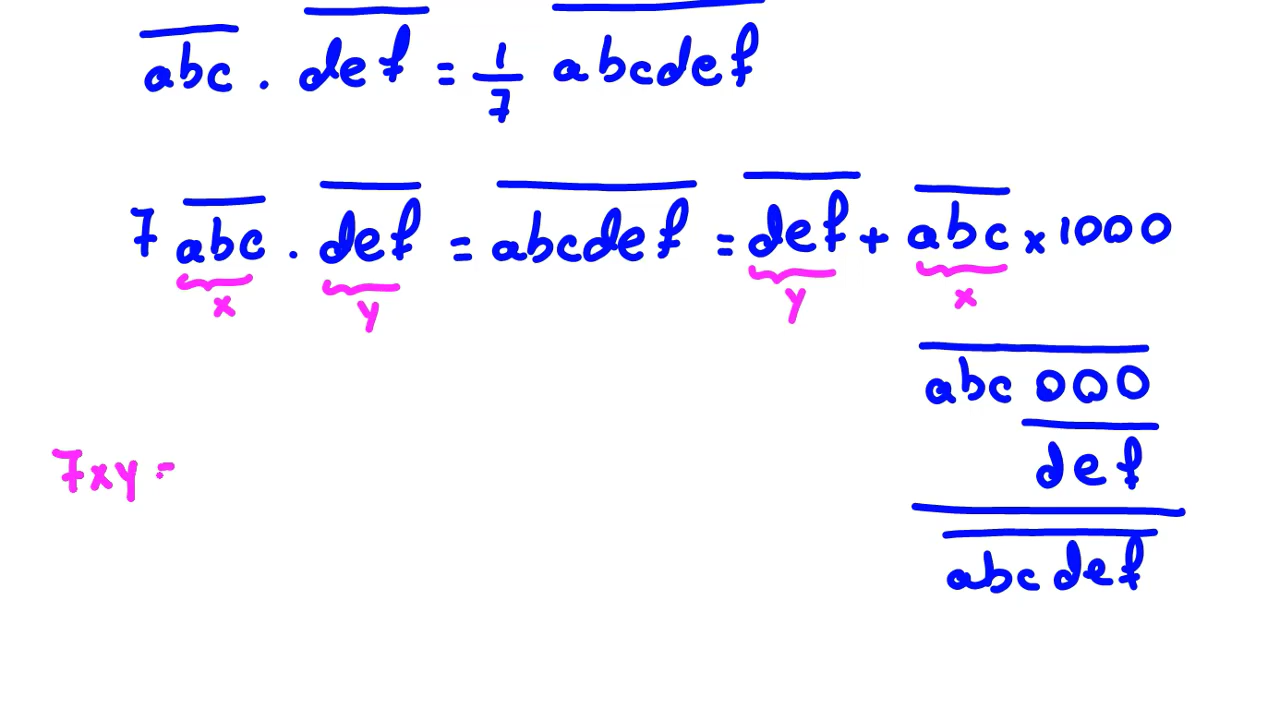 abc . def = 1/7 abcdef
7 abc . def = abcdef = def + abc × 1000
x y y x
abc 000
def
7xy =
abcdef